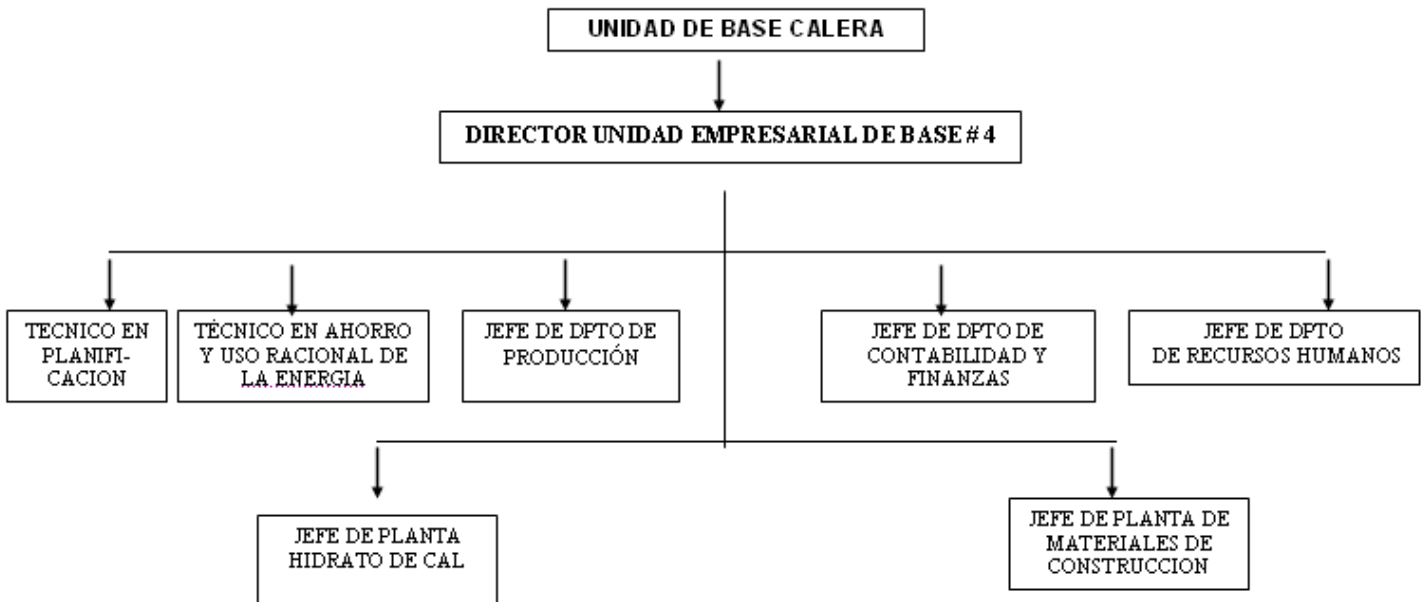 UNIDAD DE BASE CALERA
DIRECTOR UNIDAD EMPRESARIAL DE BASE # 4
TECNICO EN
PLANIFI-
CACION
TÉCNICO EN AHORRO
Y USO RACIONAL DE
LA ENERGIA
JEFE DE DPTO DE
PRODUCCIÓN
JEFE DE DPTO DE
CONTABILIDAD Y
FINANZAS
JEFE DE DPTO
DE RECURSOS HUMANOS
JEFE DE PLANTA
HIDRATO DE CAL
JEFE DE PLANTA DE
MATERIALES DE
CONSTRUCCION